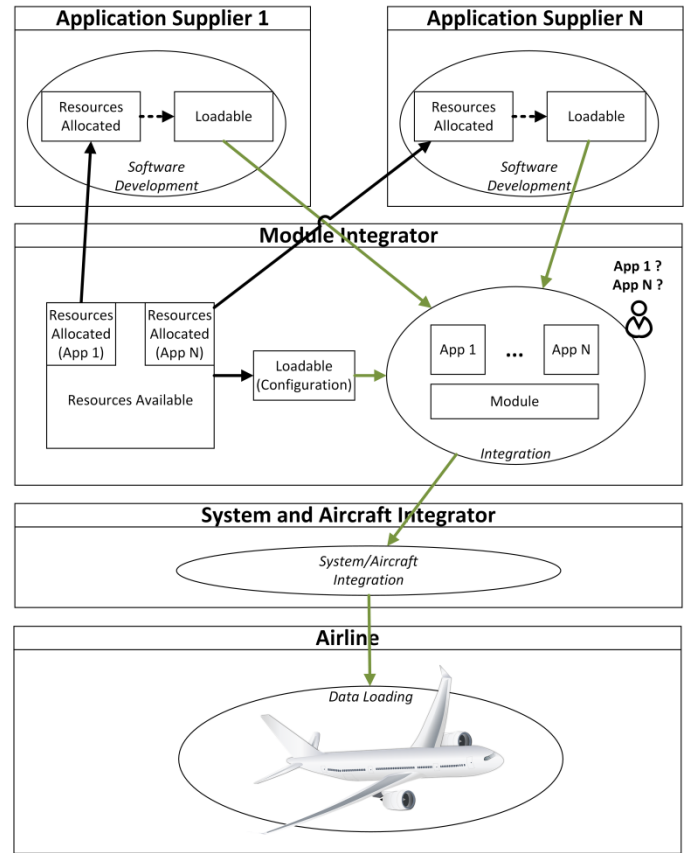 Application Supplier 1
Resources
Allocated
Loadable
Software
Development
Application Supplier N
Resources
Allocated
Loadable
Software
Development
Module Integrator
App 1 ?
App N ?
Resources
Allocated
(App 1)
Resources
Allocated
(App N)
Resources Available
Loadable
(Configuration)
App 1
...
App N
Module
Integration
System and Aircraft Integrator
System/Aircraft
Integration
Airline
Data Loading